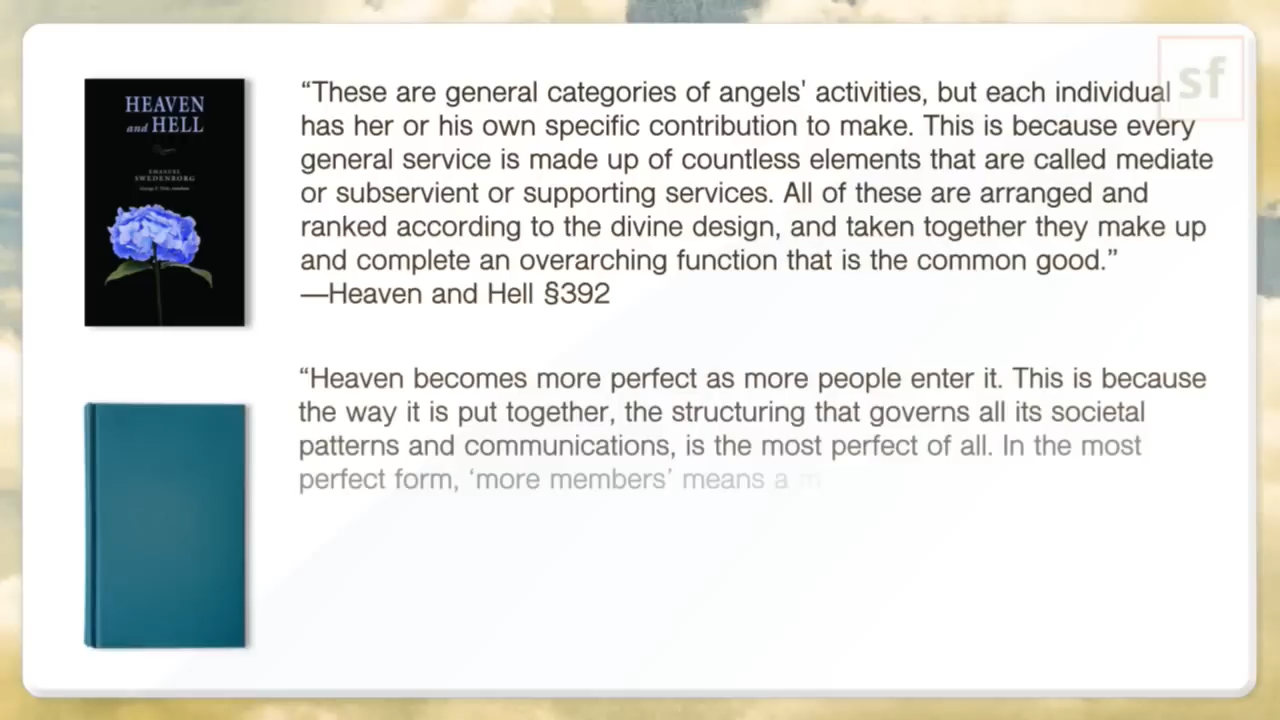 HEAVEN
and HELL
EMANUEL
SWEDENBORG
sf
“These are general categories of angels' activities, but each individual
has her or his own specific contribution to make. This is because every
general service is made up of countless elements that are called mediate
or subservient or supporting services. All of these are arranged and
ranked according to the divine design, and taken together they make up
and complete an overarching function that is the common good.”
—Heaven and Hell §392
“Heaven becomes more perfect as more people enter it. This is because
the way it is put together, the structuring that governs all its societal
patterns and communications, is the most perfect of all. In the most
perfect form, ‘more members’ means a